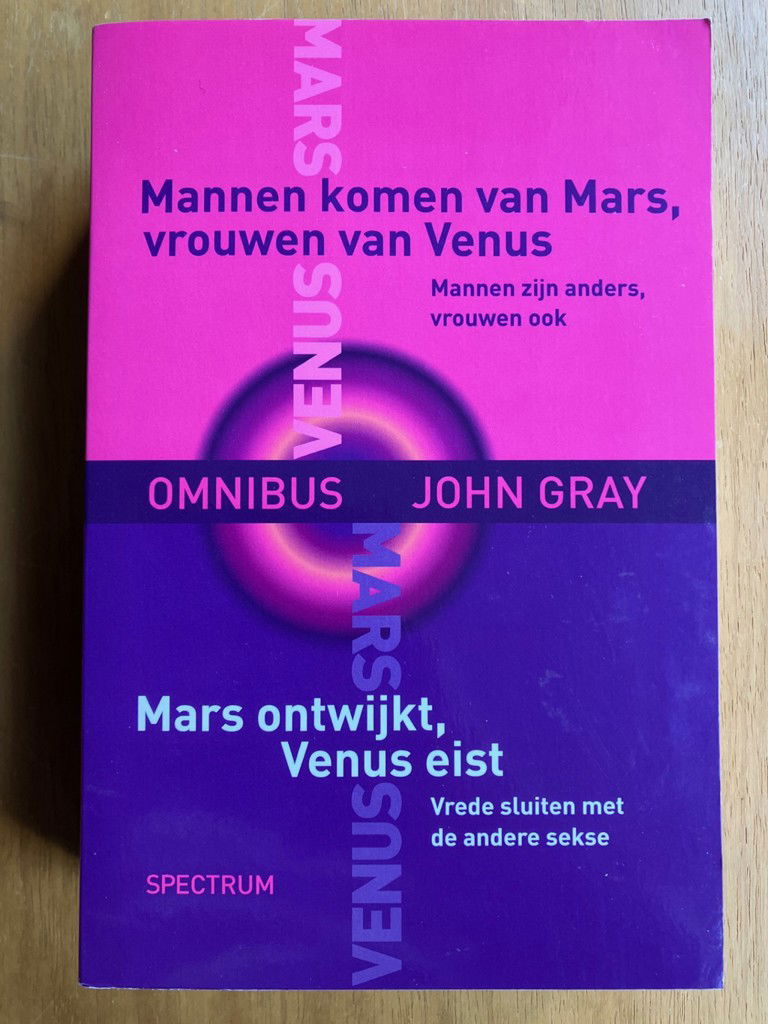 MARS
Mannen komen van Mars,
vrouwen van Venus
Mannen zijn anders,
vrouwen ook
VENUS
OMNIBUS JOHN GRAY
MARS
Mars ontwijkt,
Venus eist
Vrede sluiten met
de andere sekse
VENUS
SPECTRUM